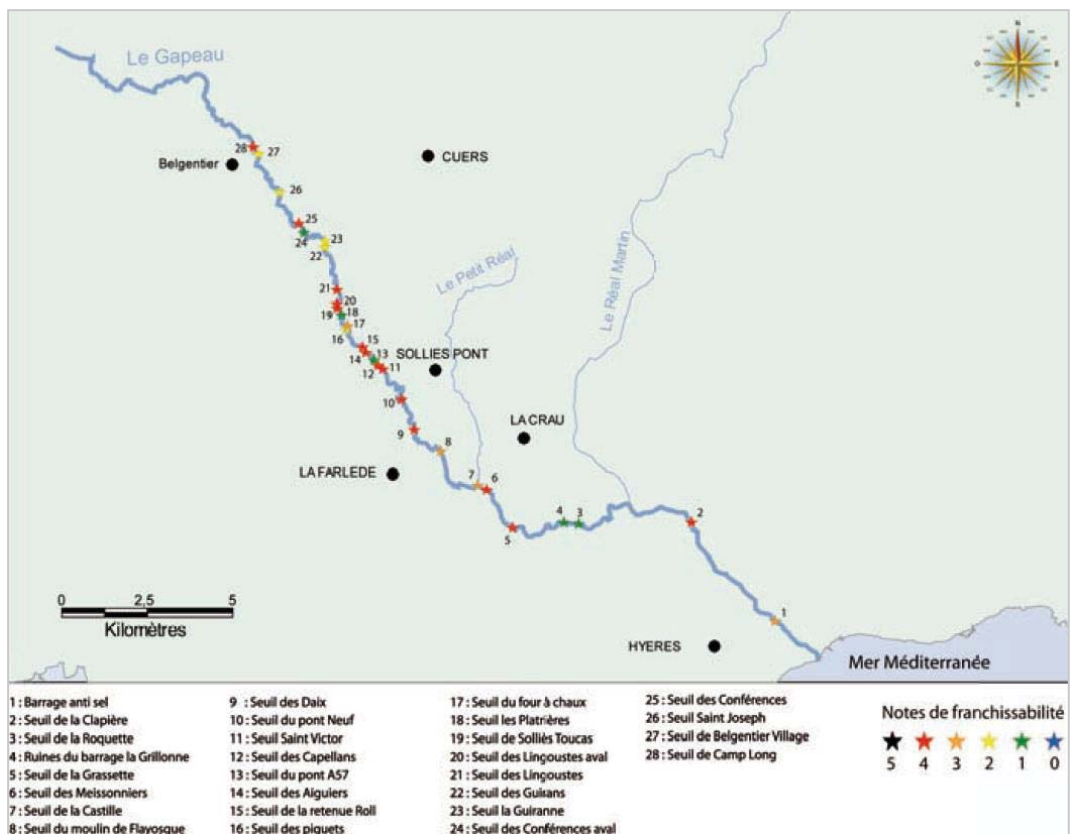 N
O
E
S
Le Gapeau
28
27
Belgentier
CUERS
26
25
24
23
22
Le Petit Réal
Le Réal Martin
21
20
19
18
17
16
15
SOLLIES PONT
14
13
12
11
10
LA CRAU
9
8
LA FARLEDE
7
6
4
3
2
5
0 2,5 5
Kilomètres
1
HYERES
Mer Méditerranée
1 : Barrage anti sel
2 : Seuil de la Clapière
3 : Seuil de la Roquette
4 : Ruines du barrage la Grillonne
5 : Seuil de la Grassette
6 : Seuil des Meissonniers
7 : Seuil de la Castille
8 : Seuil du moulin de Flayosque
9 : Seuil des Daix
10 : Seuil du pont Neuf
11 : Seuil Saint Victor
12 : Seuil des Capellans
13 : Seuil du pont A57
14 : Seuil des Aiguiers
15 : Seuil de la retenue Roll
16 : Seuil des piquets
17 : Seuil du four à chaux
18 : Seuil les Platrières
19 : Seuil de Solliès Toucas
20 : Seuil des Lingoustes aval
21 : Seuil des Lingoustes
22 : Seuil des Guirans
23 : Seuil la Guiranne
24 : Seuil des Conférences aval
25 : Seuil des Conférences
26 : Seuil Saint Joseph
27 : Seuil de Belgentier Village
28 : Seuil de Camp Long
Notes de franchissabilité
5 4 3 2 1 0